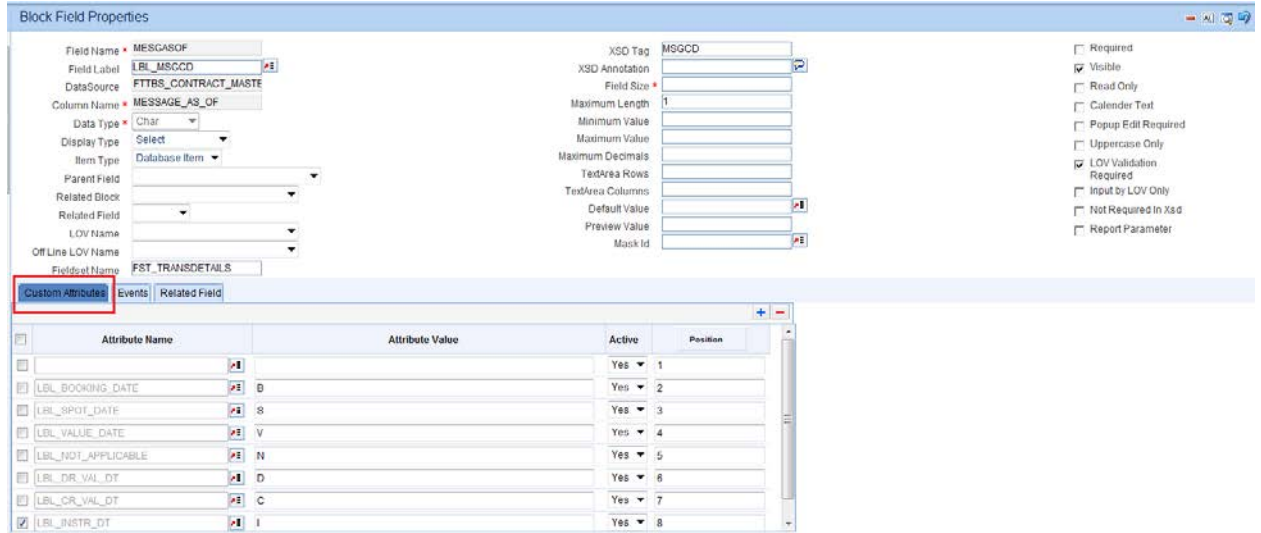 Block Field Properties
Field Name * MESGASOF
Field Label LBL_MSGCD
DataSource FTTBS_CONTRACT_MASTE
Column Name * MESSAGE_AS_OF
Data Type * Char
Display Type Select
Item Type Database Item
Parent Field
Related Block
Related Field
LOV Name
Off Line LOV Name
Fieldset Name FST_TRANSDETAILS
XSD Tag MSGCD
XSD Annotation
Field Size *
Maximum Length 1
Minimum Value
Maximum Value
Maximum Decimals
TextArea Rows
TextArea Columns
Default Value
Preview Value
Mask Id
Required
Visible
Read Only
Calender Text
Popup Edit Required
Uppercase Only
LOV Validation
Required
Input by LOV Only
Not Required In Xsd
Report Parameter
Custom Attributes Events Related Field
Attribute Name Attribute Value Active Position
Yes 1
LBL_BOOKING_DATE B Yes 2
LBL_SPOT_DATE S Yes 3
LBL_VALUE_DATE V Yes 4
LBL_NOT_APPLICABLE N Yes 5
LBL_DR_VAL_DT D Yes 6
LBL_CR_VAL_DT C Yes 7
LBL_INSTR_DT I Yes 8